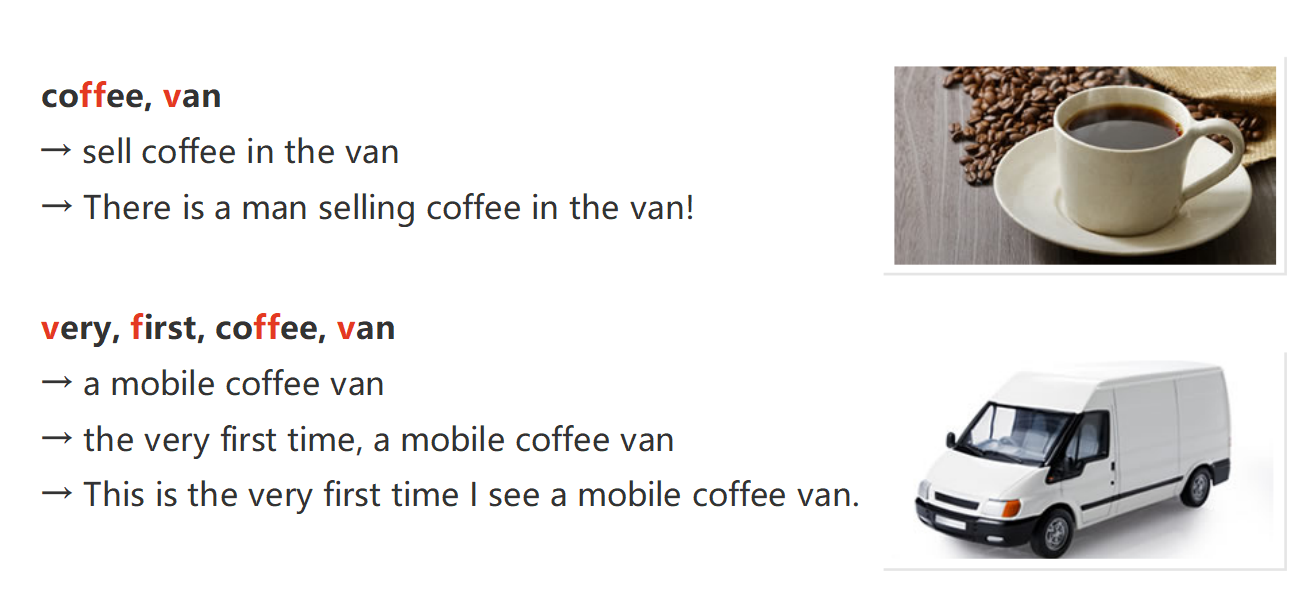 coffee, van
→ sell coffee in the van
→ There is a man selling coffee in the van!
very, first, coffee, van
→ a mobile coffee van
→ the very first time, a mobile coffee van
→ This is the very first time I see a mobile coffee van.